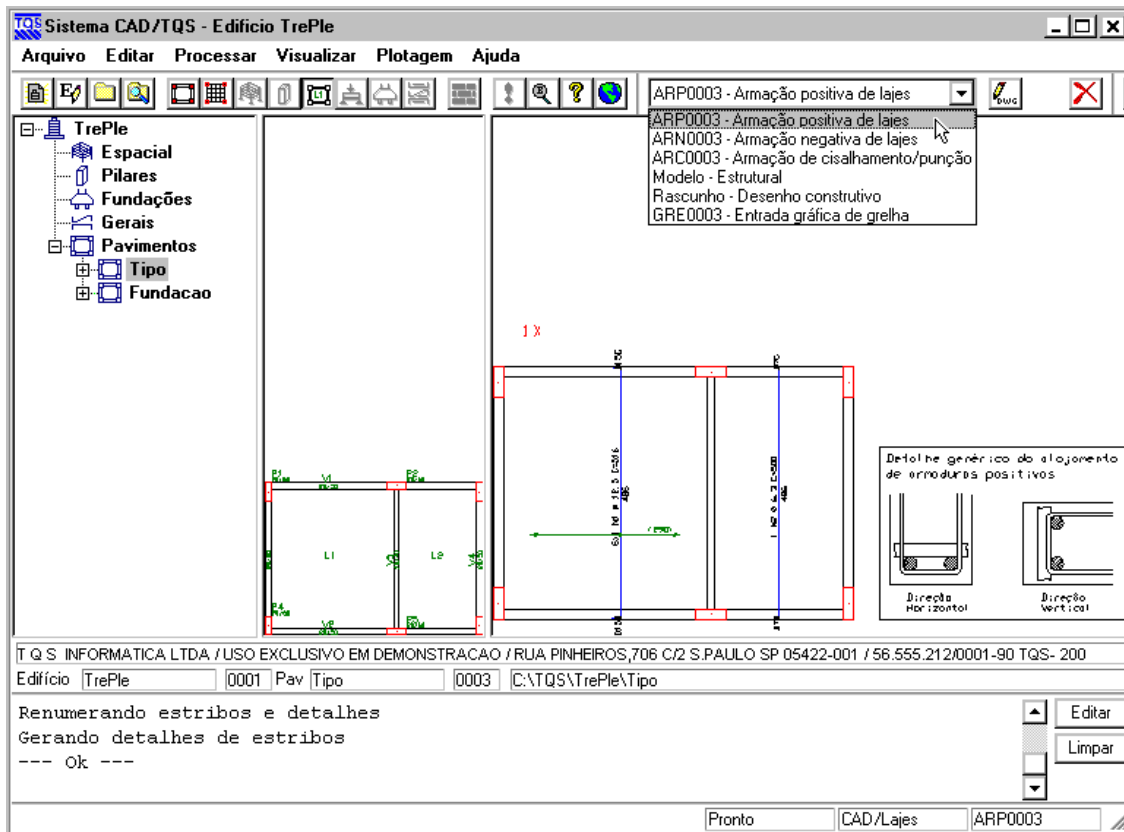 Sistema CAD/TQS - Edificio TrePle
Arquivo Editar Processar Visualizar Plotagem Ajuda
ARP0003 - Armação positiva de lajes
DWG
ARP0003 - Armação positiva de lajes
ARN0003 - Armação negativa de lajes
ARC0003 - Armação de cisalhamento/punção
Modelo - Estrutural
Rascunho - Desenho construtivo
GRE0003 - Entrada gráfica de grelha
TrePle
Espacial
Pilares
Fundações
Gerais
Pavimentos
Tipo
Fundacao
1 X
L1
L2
Detalhe genérico do alojamento
de armaduras positivas
Direção
Horizontal
Direção
Vertical
T Q S INFORMATICA LTDA / USO EXCLUSIVO EM DEMONSTRACAO / RUA PINHEIROS,706 C/2 S.PAULO SP 05422-001 / 56.555.212/0001-90 TQS- 200
Edifício TrePle 0001 Pav Tipo 0003 C:\TQS\TrePle\Tipo
Renumerando estribos e detalhes
Gerando detalhes de estribos
--- Ok ---
Editar
Limpar
Pronto CAD/Lajes ARP0003